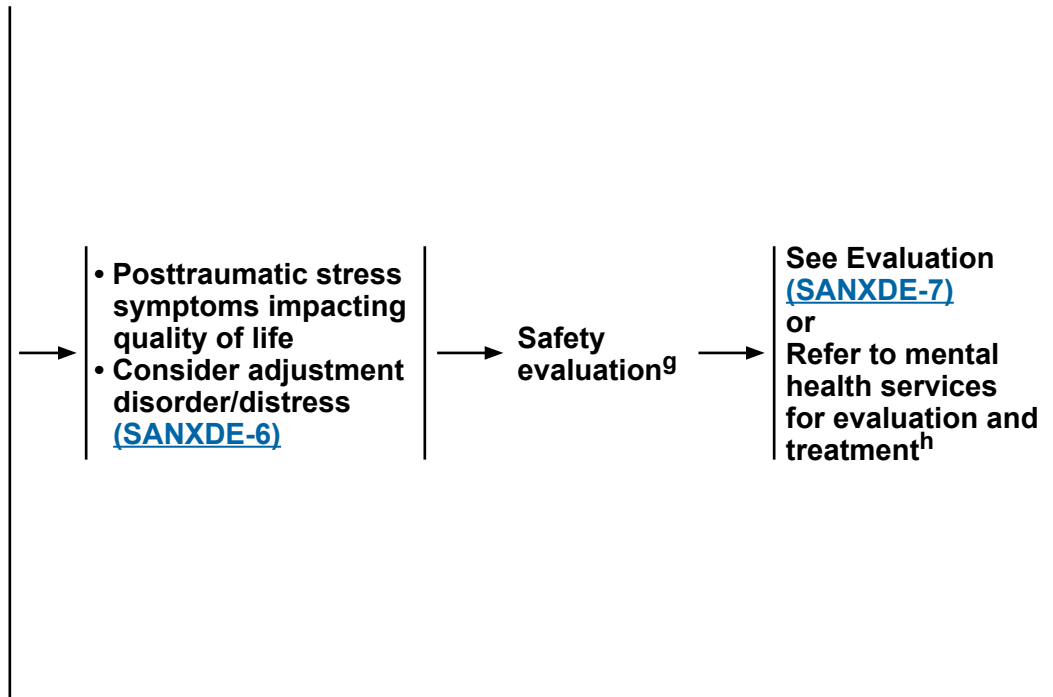 • Posttraumatic stress
symptoms impacting
quality of life
• Consider adjustment
disorder/distress
(SANXDE-6)
Safety
evaluationg
See Evaluation
(SANXDE-7)
or
Refer to mental
health services
for evaluation and
treatmenth